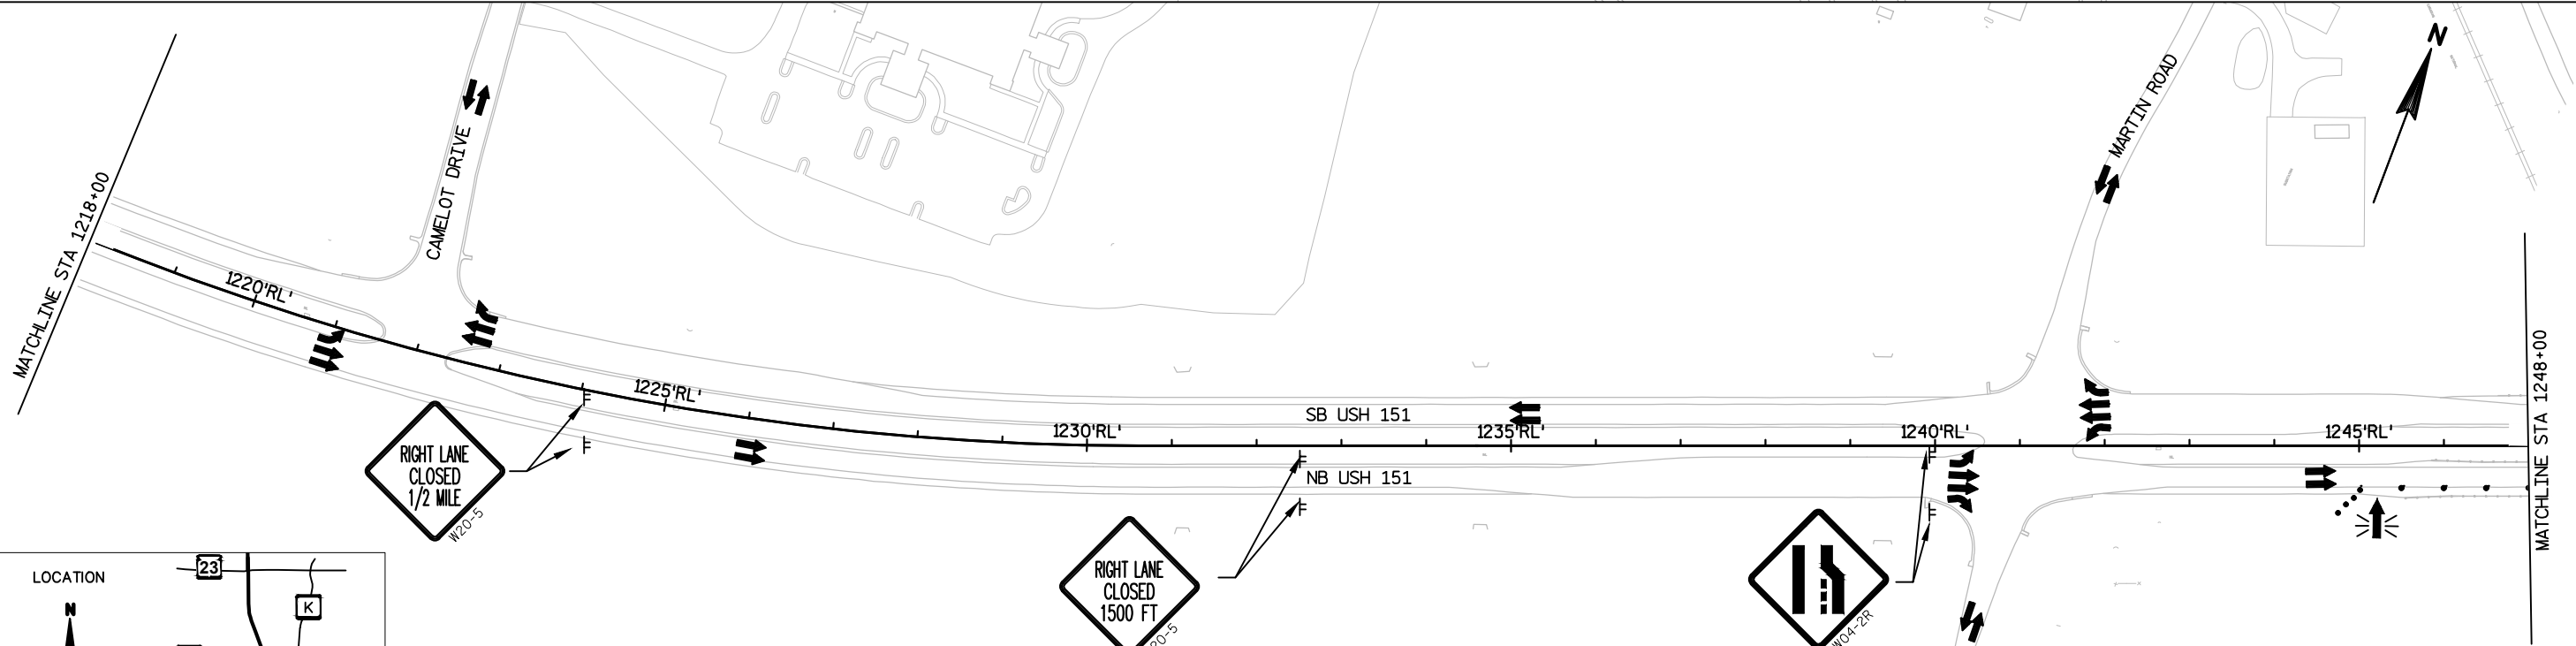 MATCHLINE STA 1218+00
CAMELOT DRIVE
MARTIN ROAD
N
1220'RL'
1225'RL'
1230'RL'
1235'RL'
1240'RL'
1245'RL'
SB USH 151
NB USH 151
MATCHLINE STA 1248+00
RIGHT LANE
CLOSED
1/2 MILE
W20-5
RIGHT LANE
CLOSED
1500 FT
20-5
W04-2R
LOCATION
N
23
K